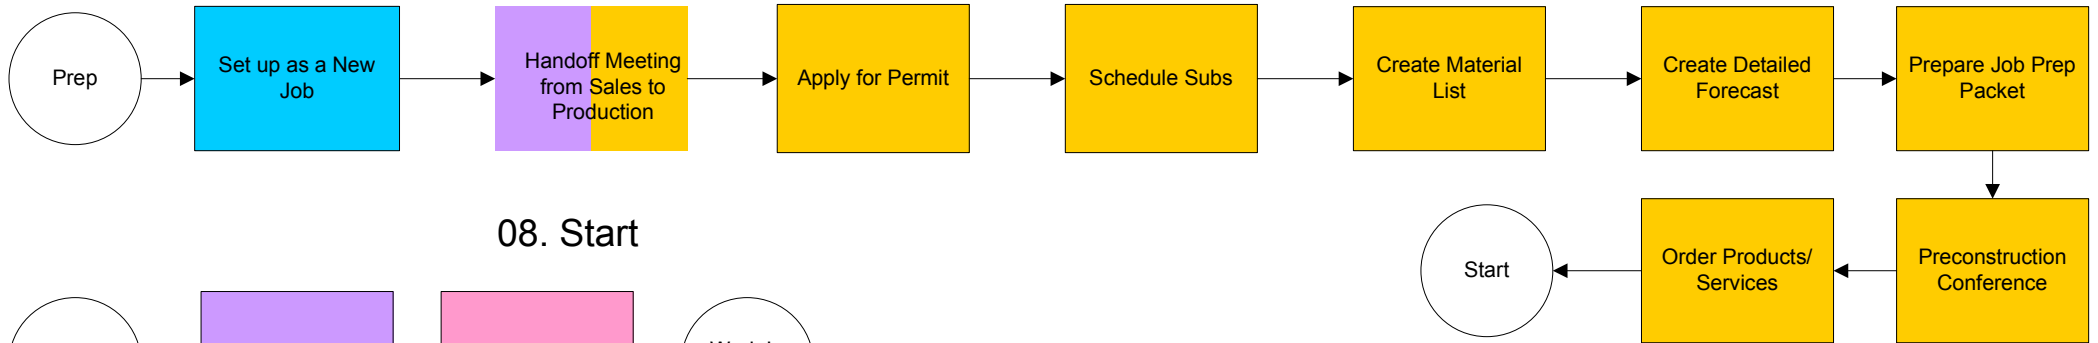 Prep
Set up as a New
Job
Handoff Meeting
from Sales to
Production
Apply for Permit
Schedule Subs
Create Material
List
Create Detailed
Forecast
Prepare Job Prep
Packet
08. Start
Start
Order Products/
Services
Preconstruction
Conference